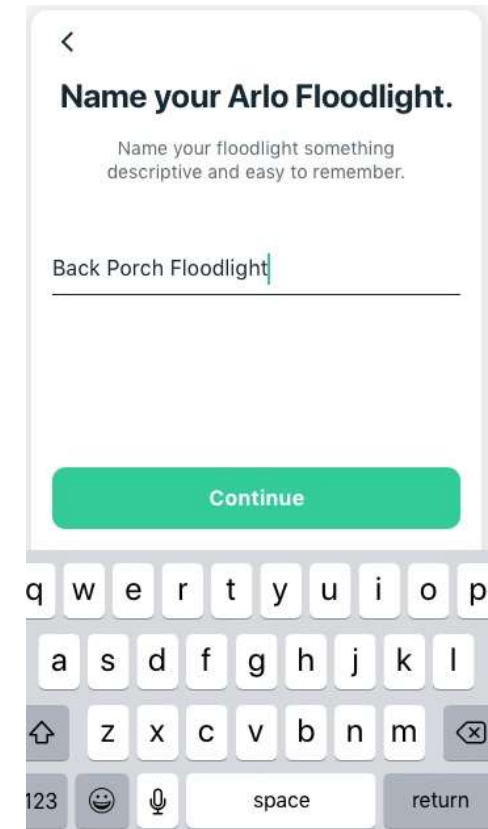 Name your Arlo Floodlight.
Name your floodlight something
descriptive and easy to remember.
Back Porch Floodlight
Continue
q w e r t y u i o p
a s d f g h j k l
z x c v b n m
123 space return